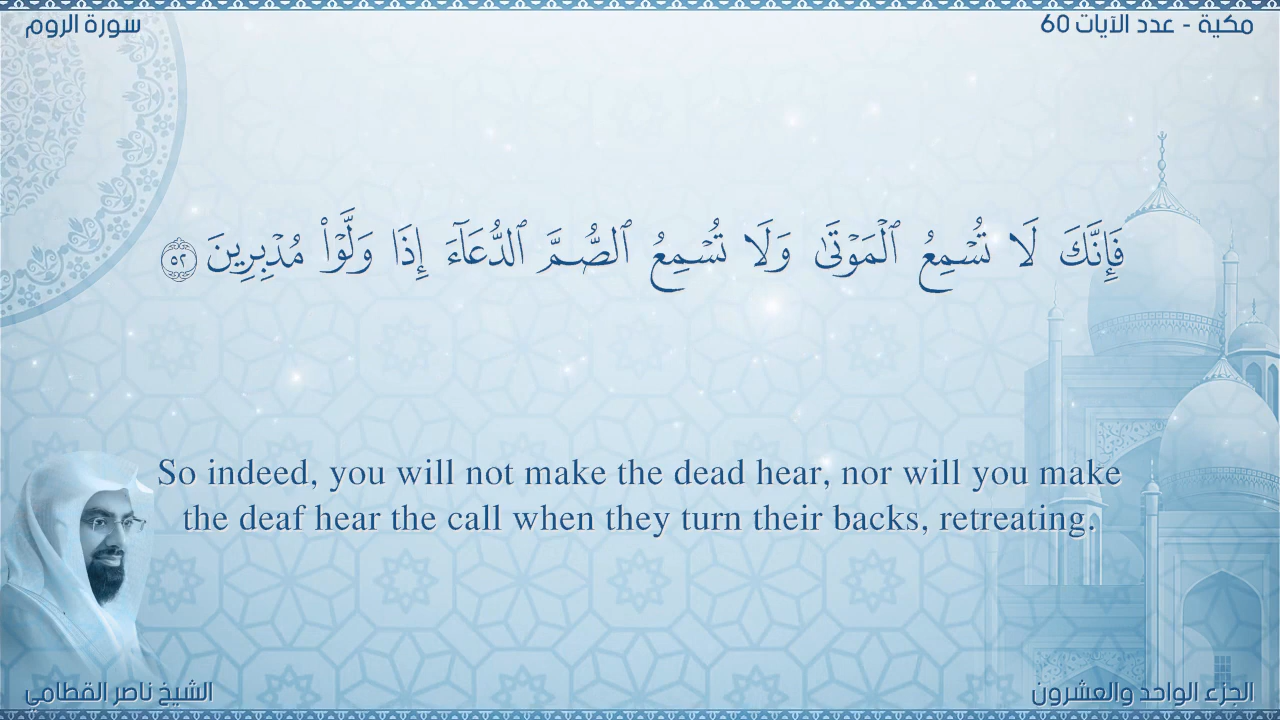 سورة الروم
مكية - عدد الآيات 60
فَإِنَّكَ لَا تُسْمِعُ ٱلْمَوْتَىٰ وَلَا تُسْمِعُ ٱلصُّمَّ ٱلدُّعَآءَ إِذَا وَلَّوْا۟ مُدْبِرِينَ ٥٢
So indeed, you will not make the dead hear, nor will you make
the deaf hear the call when they turn their backs, retreating.
الشيخ ناصر القطامي
الجزء الواحد والعشرون